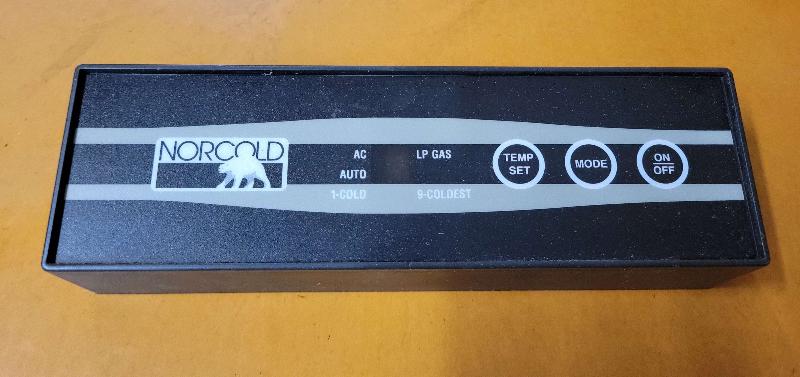 NORCOLD
AC LP GAS
AUTO
1-COLD 9-COLDEST
TEMP
SET
MODE
ON
OFF